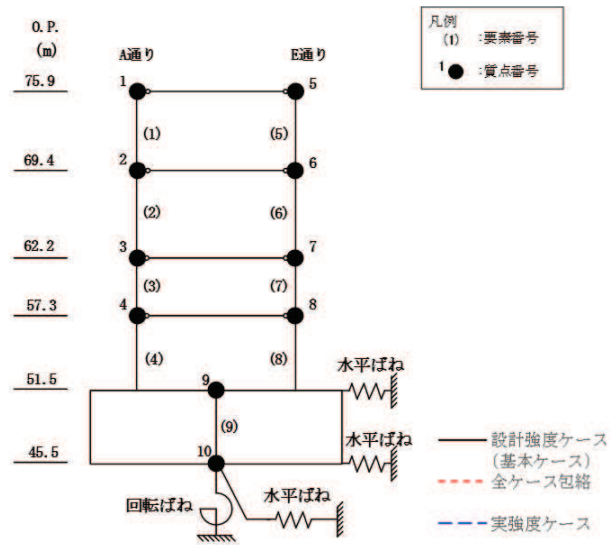 O.P.
(m)
A通り
E通り
凡例
(1) :要素番号
1 :質点番号
75.9
1
5
(1)
(5)
69.4
2
6
(2)
(6)
62.2
3
7
(3)
(7)
57.3
4
8
(4)
(8)
水平ばね
51.5
9
(9)
水平ばね
45.5
10
回転ばね
水平ばね
設計強度ケース
(基本ケース)
全ケース包絡
実強度ケース